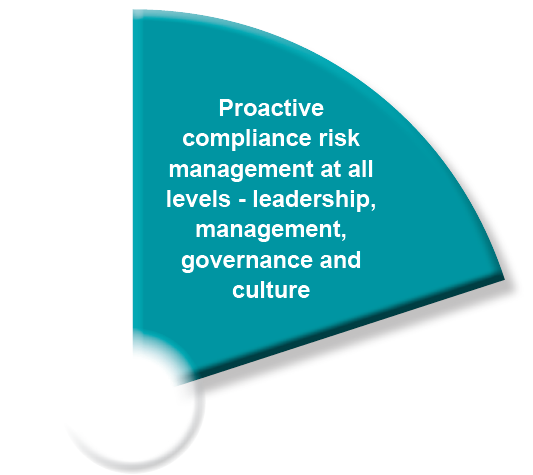 Proactive
compliance risk
management at all
levels - leadership,
management,
governance and
culture